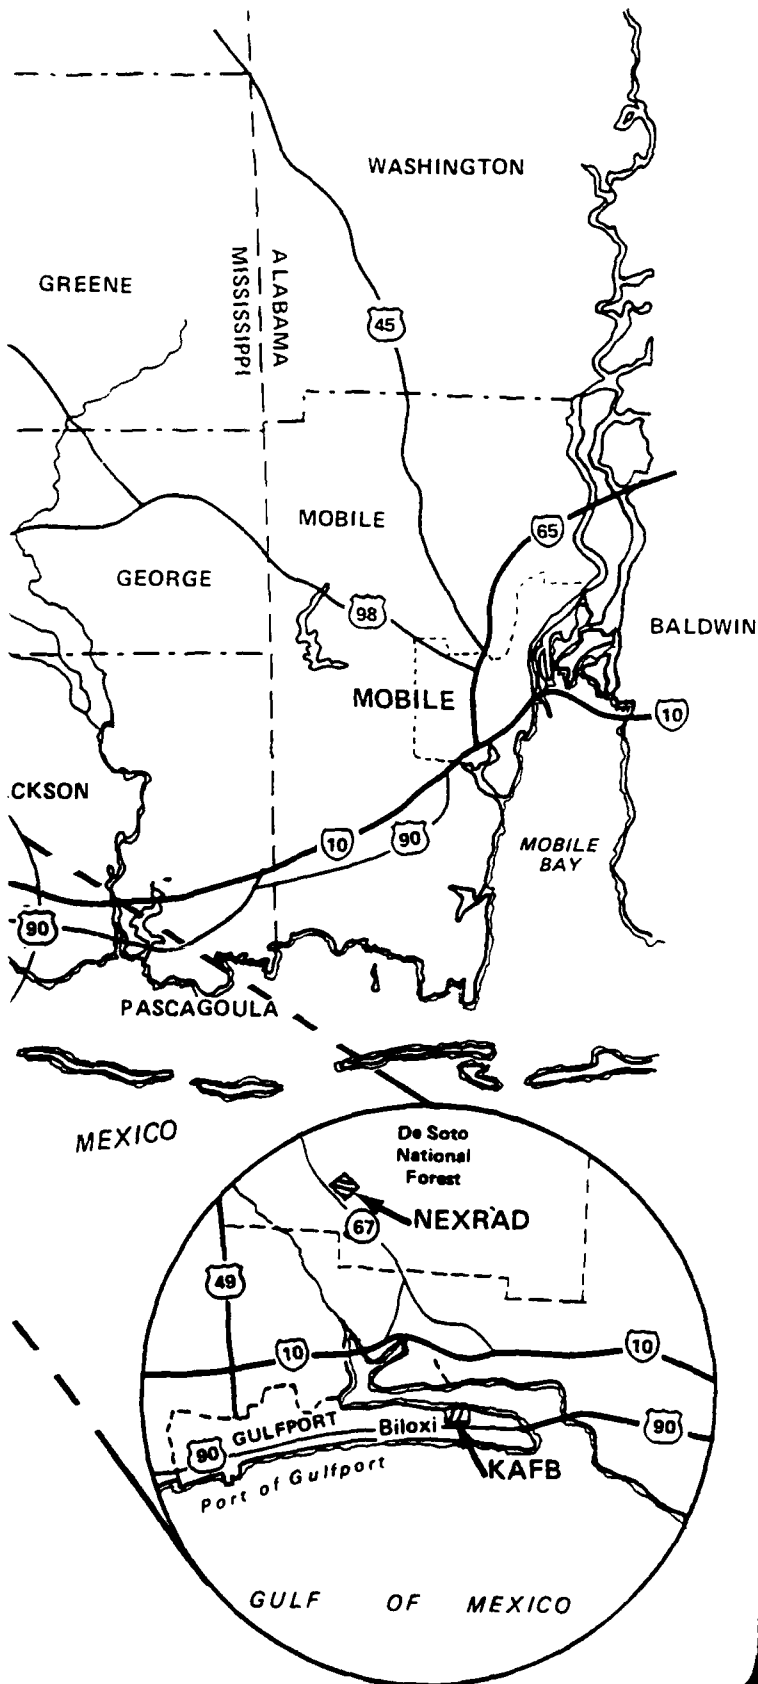 WASHINGTON
GREENE
ALABAMA
MISSISSIPPI
45
MOBILE
65
GEORGE
98
BALDWIN
MOBILE
10
CKSON
10
90
MOBILE
BAY
90
PASCAGOULA
MEXICO
De Soto
National
Forest
NEXRAD
67
49
10
10
GULFPORT
Biloxi
90
90
KAFB
Port of Gulfport
GULF OF MEXICO